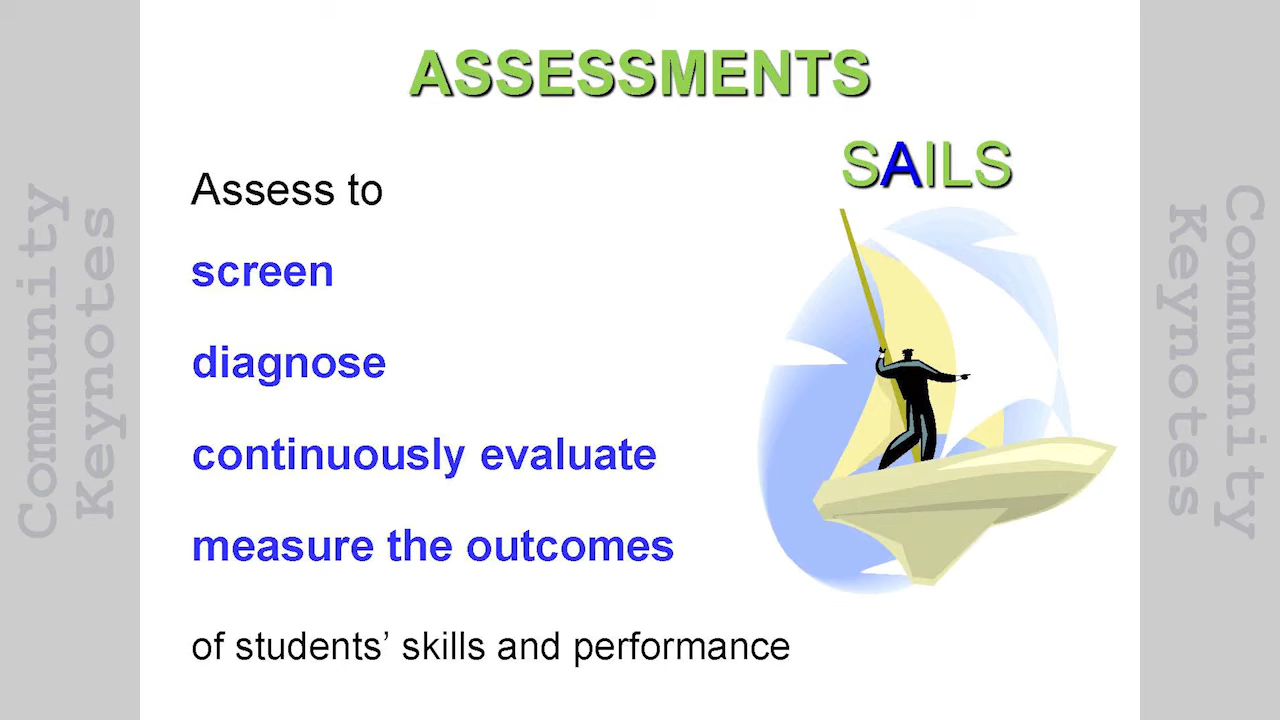 ASSESSMENTS
SAILS
Assess to
screen
diagnose
continuously evaluate
measure the outcomes
of students’ skills and performance
Community
Keynotes
Community
Keynotes